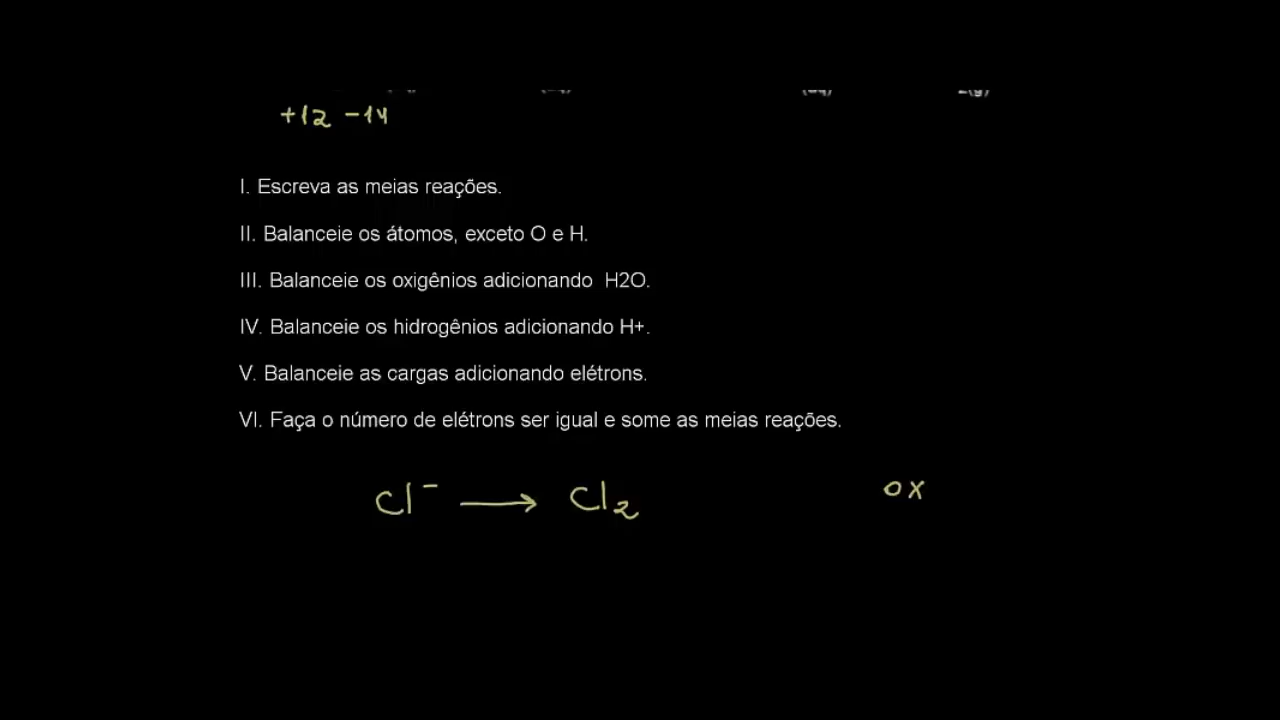 +12 -14
I. Escreva as meias reações.
II. Balanceie os átomos, exceto O e H.
III. Balanceie os oxigênios adicionando H2O.
IV. Balanceie os hidrogênios adicionando H+.
V. Balanceie as cargas adicionando elétrons.
VI. Faça o número de elétrons ser igual e some as meias reações.
Cl⁻ ⟶ Cl₂ ox